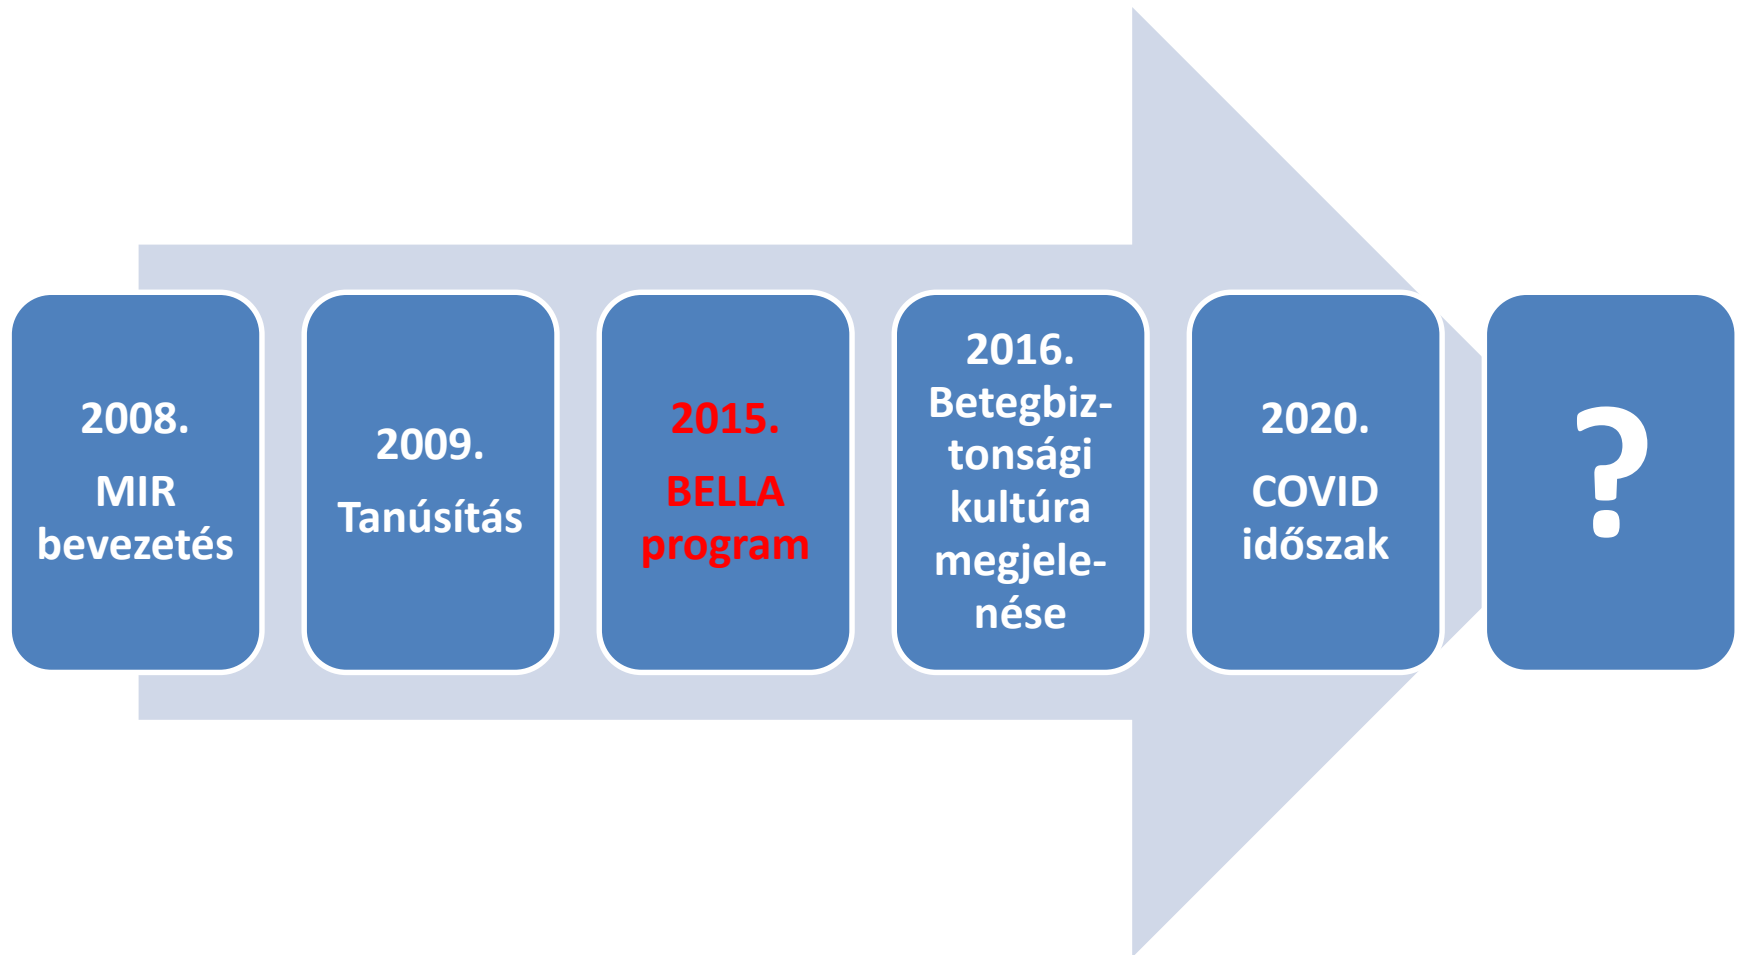 2008.
MIR
bevezetés
2009.
Tanúsítás
2015.
BELLA
program
2016.
Betegbiz-
tonsági
kultúra
megjele-
nése
2020.
COVID
időszak
?